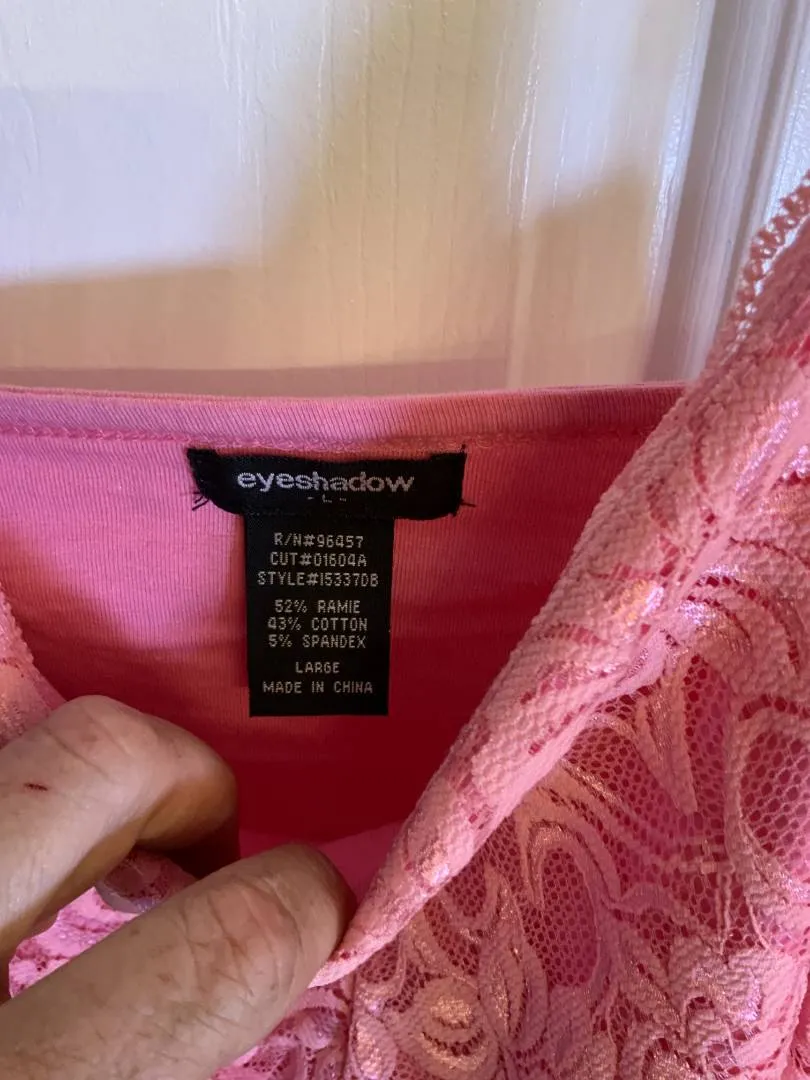 eyeshadow
- L -
R/N#96457
CUT#01604A
STYLE#I5337DB
52% RAMIE
43% COTTON
5% SPANDEX
LARGE
MADE IN CHINA